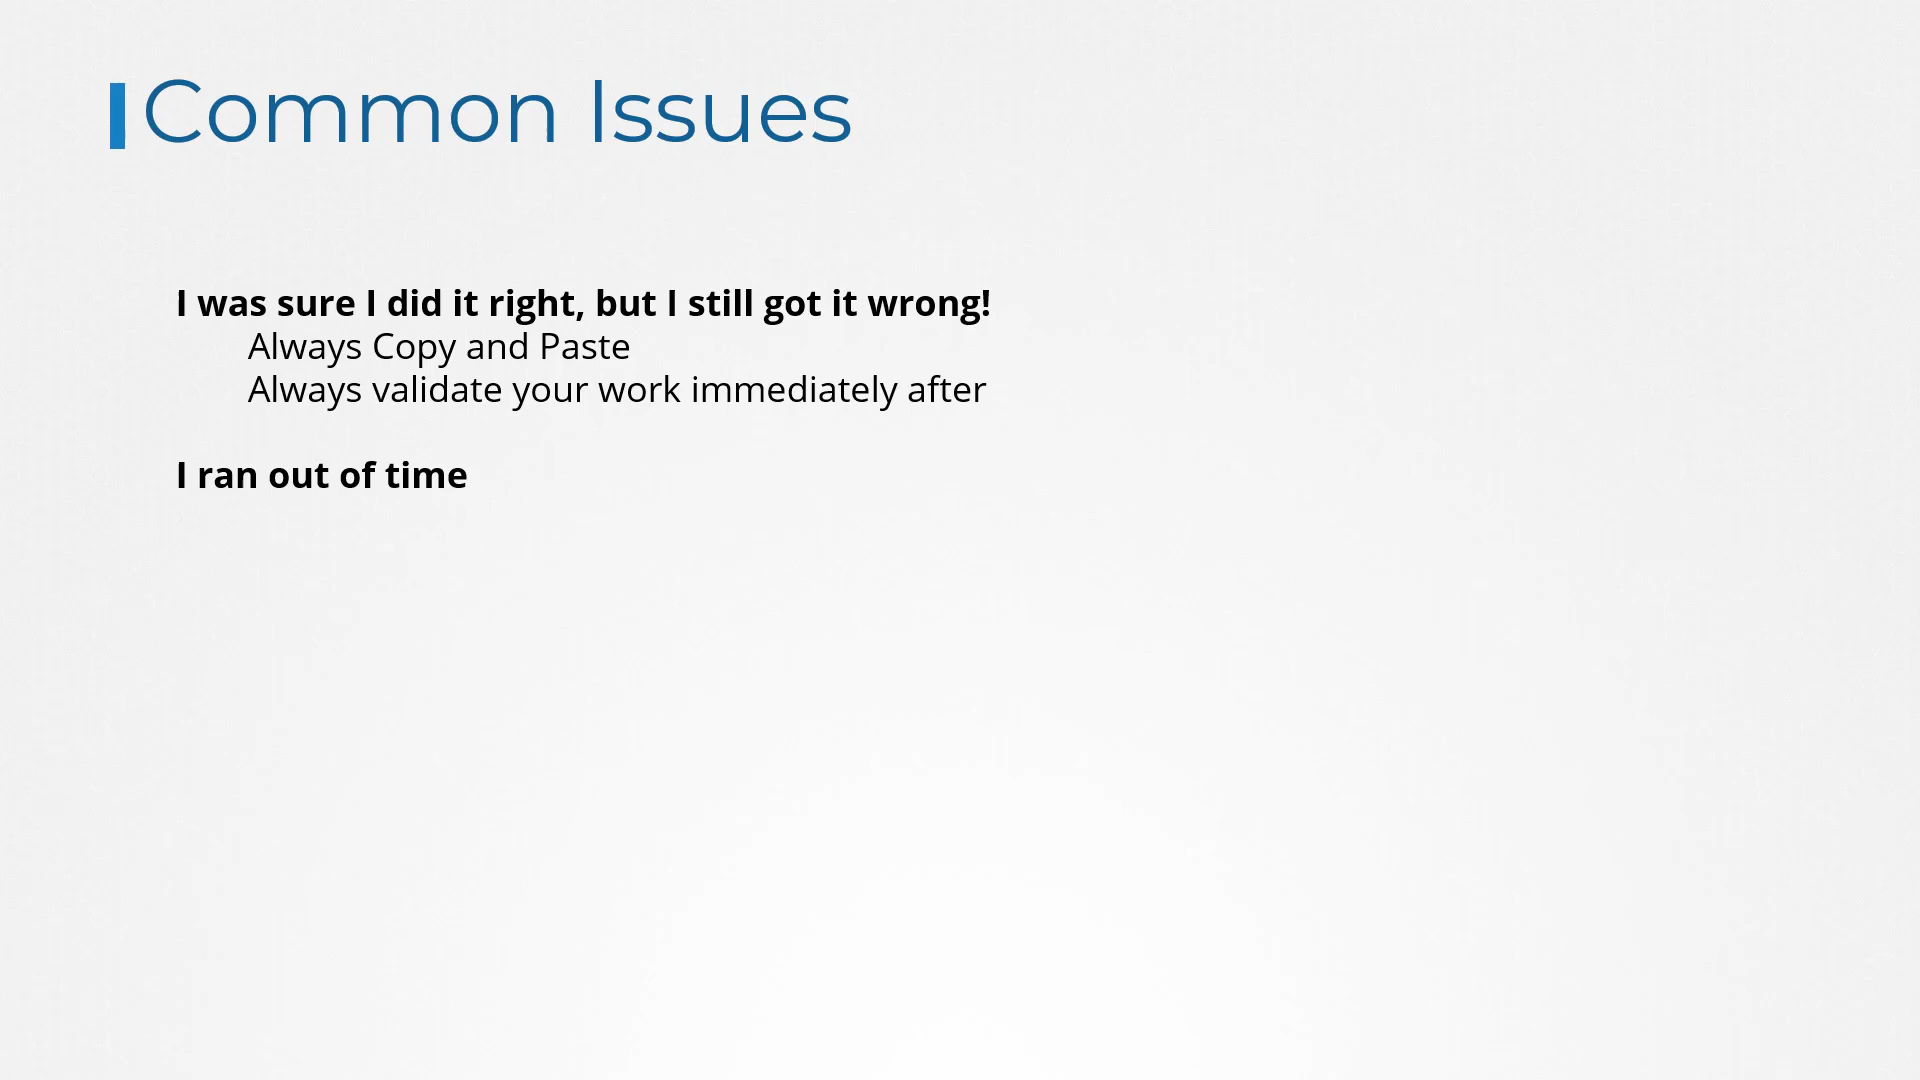 Common Issues
I was sure I did it right, but I still got it wrong!
Always Copy and Paste
Always validate your work immediately after
I ran out of time